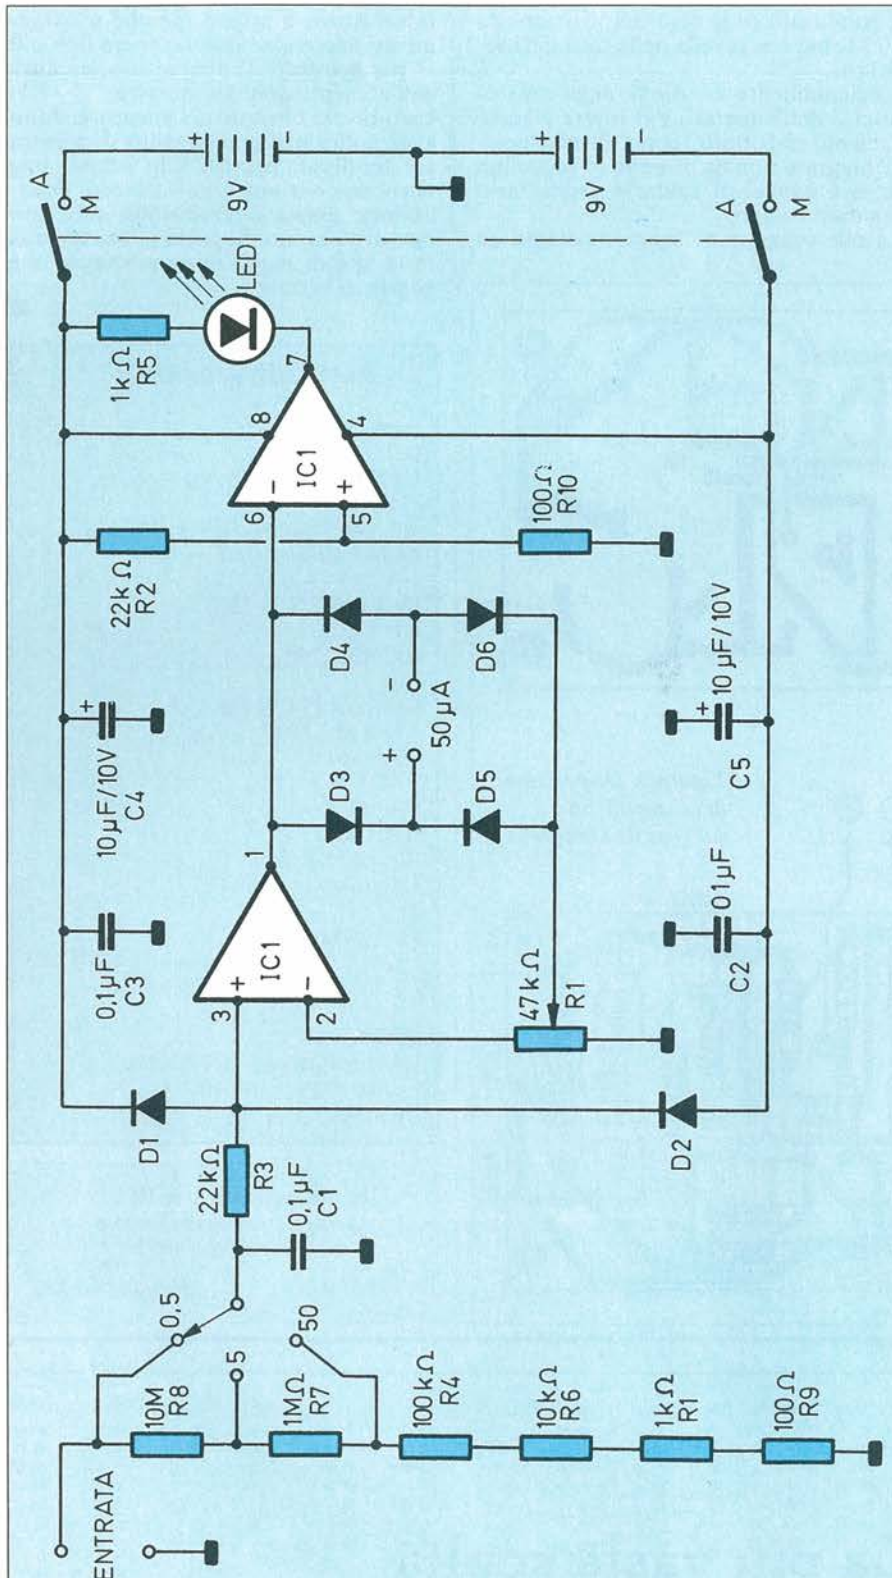 ENTRATA
10M
R8
1MΩ
R7
100kΩ
R4
10kΩ
R6
1kΩ
R1
100Ω
R9
0,5
5
50
0,1µF
C1
22kΩ
R3
D1
D2
0,1µF
C3
10µF/10V
C4
+
3
+
2
-
IC1
1
47kΩ
R1
D3
D4
D5
D6
+
-
50µA
01µF
C2
+
10µF/10V
C5
22kΩ
R2
100Ω
R10
6
-
5
+
IC1
8
4
7
1kΩ
R5
LED
A
M
+
-
9V
+
-
9V
A
M